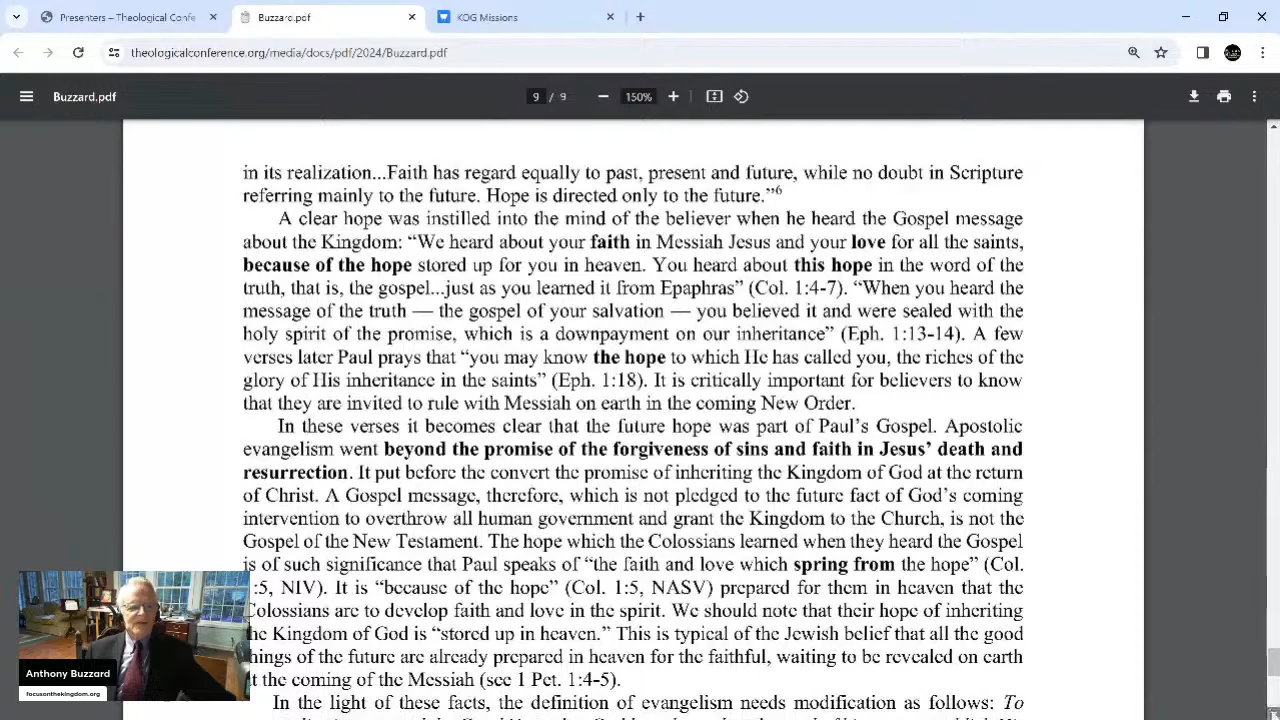 Presenters – Theological Confe
Buzzard.pdf
KOG Missions
theologicalconference.org/media/docs/pdf/2024/Buzzard.pdf
Buzzard.pdf
9 / 9
150%
in its realization...Faith has regard equally to past, present and future, while no doubt in Scripture
referring mainly to the future. Hope is directed only to the future.”6
A clear hope was instilled into the mind of the believer when he heard the Gospel message
about the Kingdom: “We heard about your faith in Messiah Jesus and your love for all the saints,
because of the hope stored up for you in heaven. You heard about this hope in the word of the
truth, that is, the gospel...just as you learned it from Epaphras” (Col. 1:4-7). “When you heard the
message of the truth — the gospel of your salvation — you believed it and were sealed with the
holy spirit of the promise, which is a downpayment on our inheritance” (Eph. 1:13-14). A few
verses later Paul prays that “you may know the hope to which He has called you, the riches of the
glory of His inheritance in the saints” (Eph. 1:18). It is critically important for believers to know
that they are invited to rule with Messiah on earth in the coming New Order.
In these verses it becomes clear that the future hope was part of Paul’s Gospel. Apostolic
evangelism went beyond the promise of the forgiveness of sins and faith in Jesus’ death and
resurrection. It put before the convert the promise of inheriting the Kingdom of God at the return
of Christ. A Gospel message, therefore, which is not pledged to the future fact of God’s coming
intervention to overthrow all human government and grant the Kingdom to the Church, is not the
Gospel of the New Testament. The hope which the Colossians learned when they heard the Gospel
is of such significance that Paul speaks of “the faith and love which spring from the hope” (Col.
:5, NIV). It is “because of the hope” (Col. 1:5, NASV) prepared for them in heaven that the
Colossians are to develop faith and love in the spirit. We should note that their hope of inheriting
the Kingdom of God is “stored up in heaven.” This is typical of the Jewish belief that all the good
hings of the future are already prepared in heaven for the faithful, waiting to be revealed on earth
t the coming of the Messiah (see 1 Pet. 1:4-5).
In the light of these facts, the definition of evangelism needs modification as follows: To
Anthony Buzzard
focusonthekingdom.org